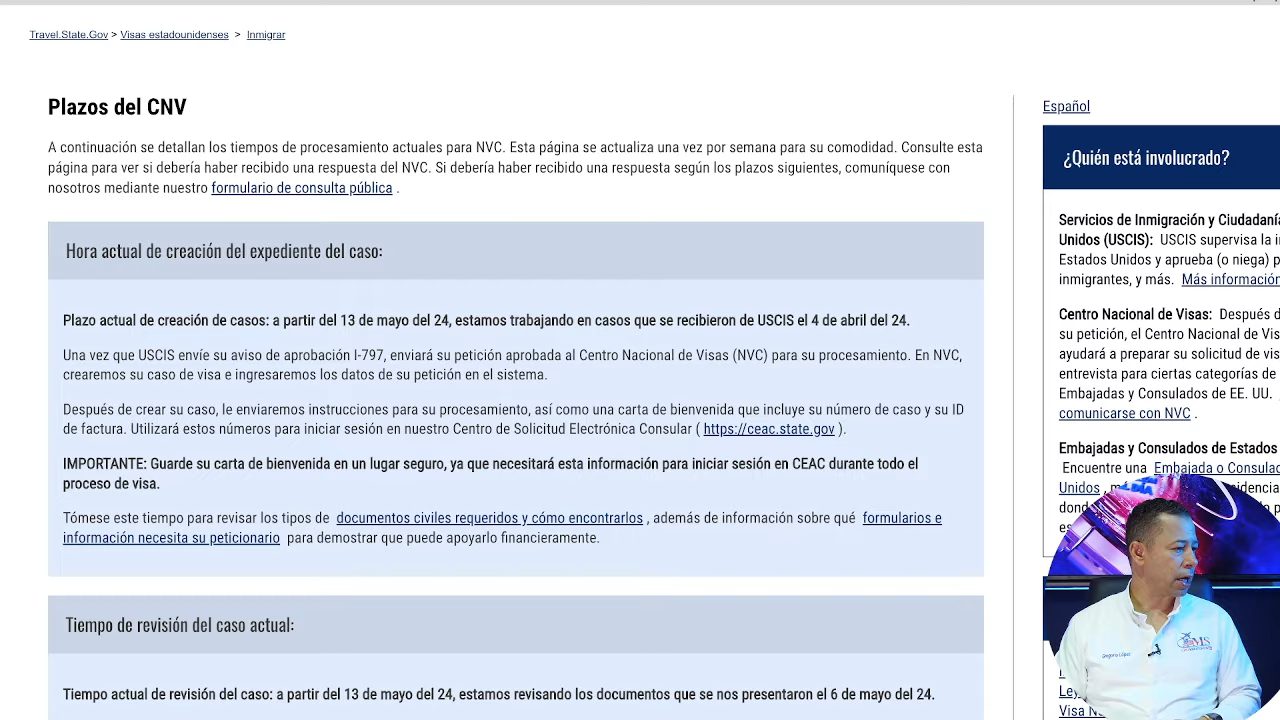 Travel.State.Gov > Visas estadounidenses > Inmigrar
Plazos del CNV
A continuación se detallan los tiempos de procesamiento actuales para NVC. Esta página se actualiza una vez por semana para su comodidad. Consulte esta
página para ver si debería haber recibido una respuesta del NVC. Si debería haber recibido una respuesta según los plazos siguientes, comuníquese con
nosotros mediante nuestro formulario de consulta pública .
Hora actual de creación del expediente del caso:
Plazo actual de creación de casos: a partir del 13 de mayo del 24, estamos trabajando en casos que se recibieron de USCIS el 4 de abril del 24.
Una vez que USCIS envíe su aviso de aprobación I-797, enviará su petición aprobada al Centro Nacional de Visas (NVC) para su procesamiento. En NVC,
crearemos su caso de visa e ingresaremos los datos de su petición en el sistema.
Después de crear su caso, le enviaremos instrucciones para su procesamiento, así como una carta de bienvenida que incluye su número de caso y su ID
de factura. Utilizará estos números para iniciar sesión en nuestro Centro de Solicitud Electrónica Consular ( https://ceac.state.gov ).
IMPORTANTE: Guarde su carta de bienvenida en un lugar seguro, ya que necesitará esta información para iniciar sesión en CEAC durante todo el
proceso de visa.
Tómese este tiempo para revisar los tipos de documentos civiles requeridos y cómo encontrarlos , además de información sobre qué formularios e
información necesita su peticionario para demostrar que puede apoyarlo financieramente.
Tiempo de revisión del caso actual:
Tiempo actual de revisión del caso: a partir del 13 de mayo del 24, estamos revisando los documentos que se nos presentaron el 6 de mayo del 24.
Español
¿Quién está involucrado?
Servicios de Inmigración y Ciudadanía
Unidos (USCIS): USCIS supervisa la i
Estados Unidos y aprueba (o niega) p
inmigrantes, y más. Más información
Centro Nacional de Visas: Después d
su petición, el Centro Nacional de Vis
ayudará a preparar su solicitud de vis
entrevista para ciertas categorías de
Embajadas y Consulados de EE. UU.
comunicarse con NVC .
Embajadas y Consulados de Estados
Encuentre una Embajada o Consulad
Unidos
dond
Ley
Visa
Gregorio López
MS